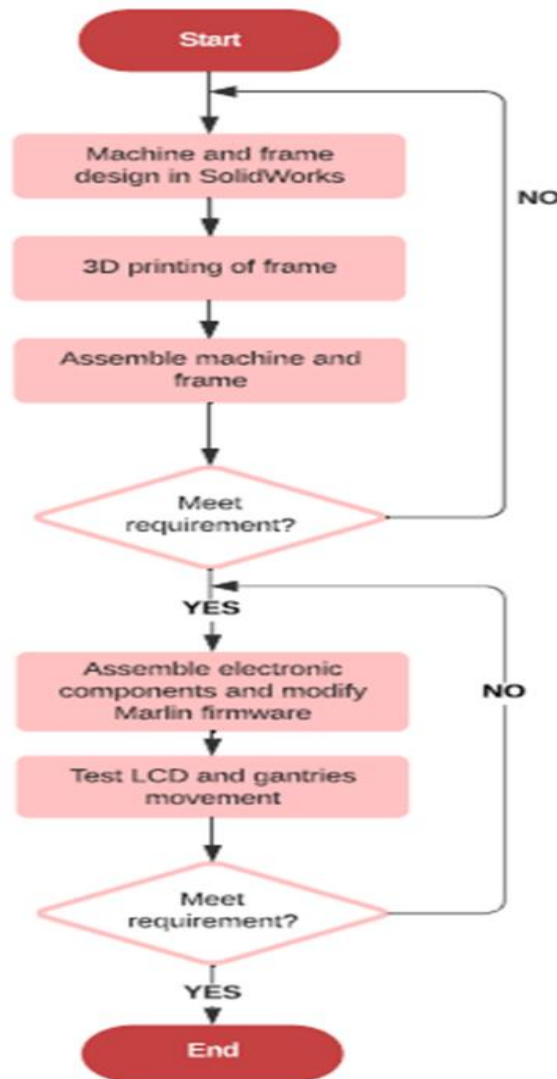 Start
Machine and frame
design in SolidWorks
NO
3D printing of frame
Assemble machine and
frame
Meet
requirement?
YES
Assemble electronic
components and modify
Marlin firmware
NO
Test LCD and gantries
movement
Meet
requirement?
YES
End